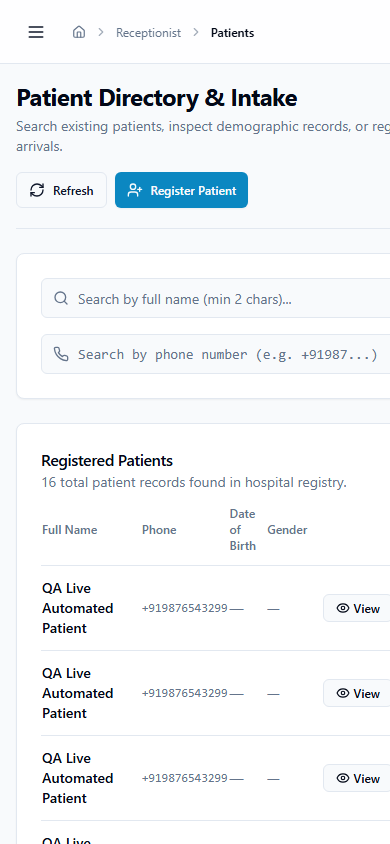 Receptionist > Patients
Patient Directory & Intake
Search existing patients, inspect demographic records, or reg
arrivals.
Refresh
Register Patient
Search by full name (min 2 chars)...
Search by phone number (e.g. +91987...)
Registered Patients
16 total patient records found in hospital registry.
Full Name Phone Date of Birth Gender
QA Live Automated Patient +919876543299 — — View
QA Live Automated Patient +919876543299 — — View
QA Live Automated Patient +919876543299 — — View
QA Live